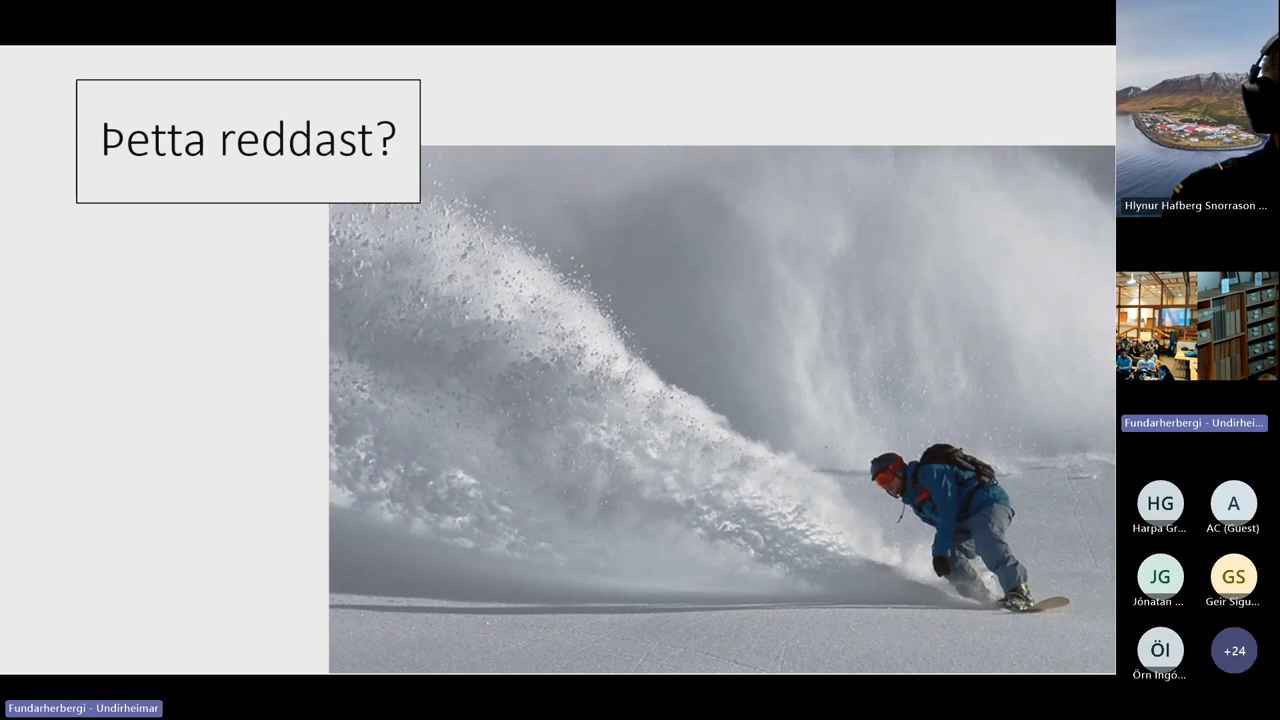 Þetta reddast?
Hlynur Hafberg Snorrason ...
Fundarherbergi - Undirhei...
HG
A
Harpa Gr...
AC (Guest)
JG
GS
Jónatan ...
Geir Sigu...
ÖI
+24
Örn Ingó...
Fundarherbergi - Undirheimar